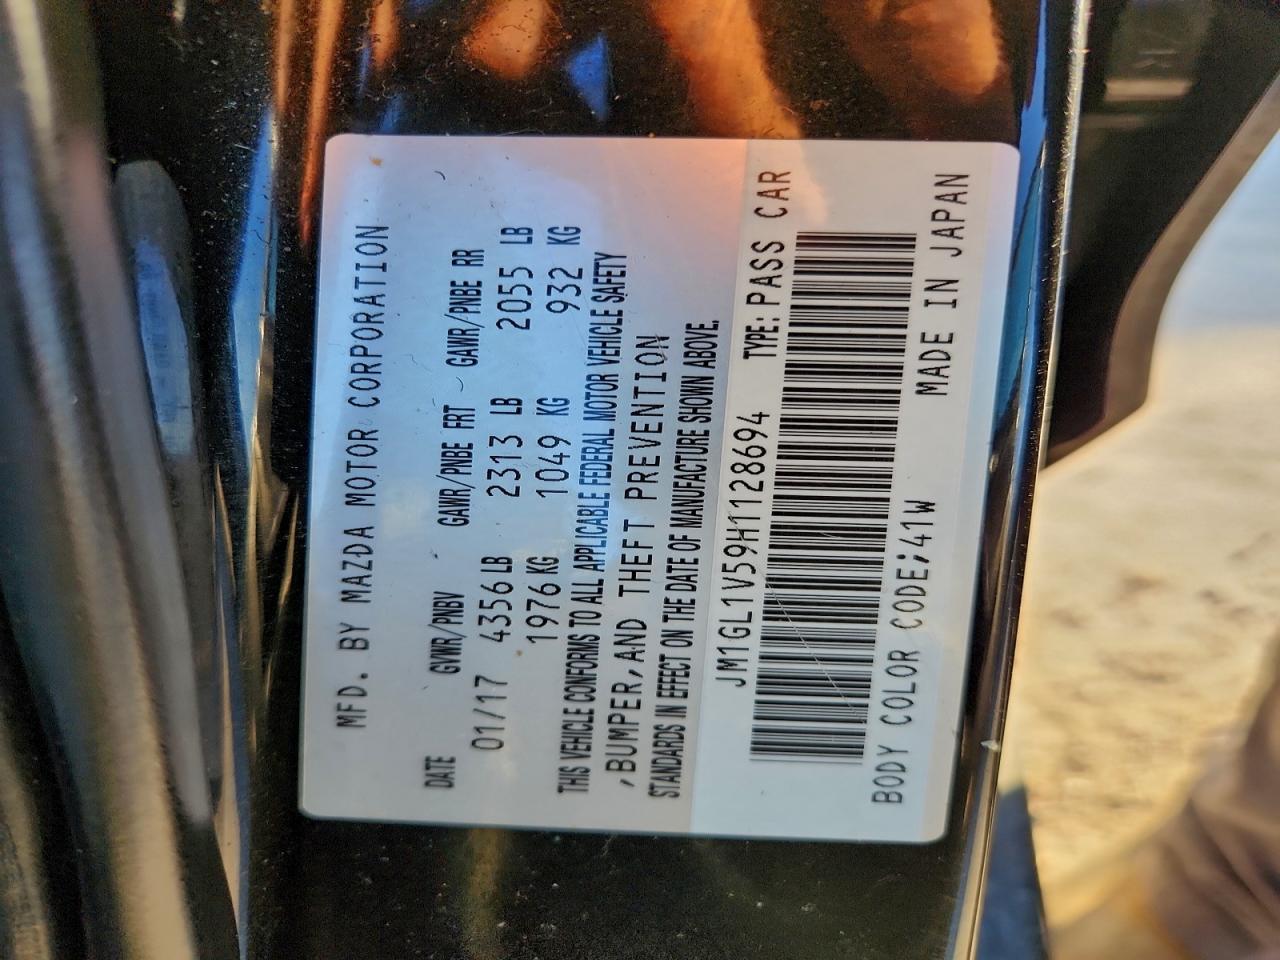 MFD. BY MAZDA MOTOR CORPORATION
DATE GVWR/PNBV GAWR/PNBE FRT GAWR/PNBE RR
01/17 4356 LB 2313 LB 2055 LB
1976 KG 1049 KG 932 KG
THIS VEHICLE CONFORMS TO ALL APPLICABLE FEDERAL MOTOR VEHICLE SAFETY
,BUMPER,AND THEFT PREVENTION
STANDARDS IN EFFECT ON THE DATE OF MANUFACTURE SHOWN ABOVE.
JM1GL1V59H1128694 TYPE: PASS CAR
BODY COLOR CODE;41W MADE IN JAPAN